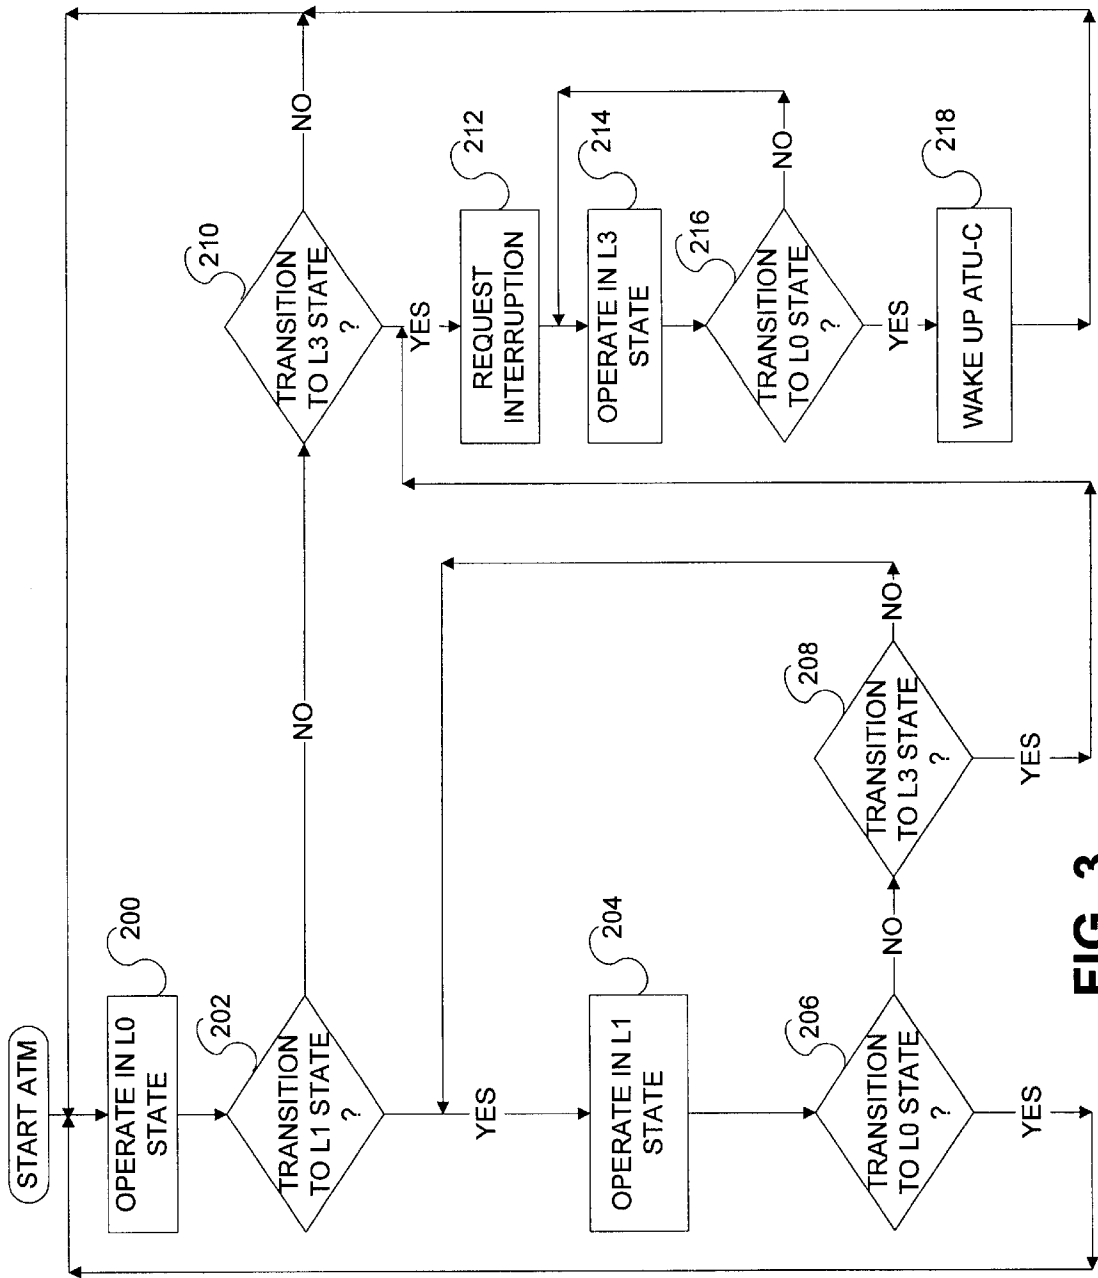 START ATM
OPERATE IN L0
STATE
200
TRANSITION
TO L1 STATE
?
202
NO
YES
OPERATE IN L1
STATE
204
TRANSITION
TO L0 STATE
?
206
NO
YES
TRANSITION
TO L3 STATE
?
208
NO
YES
TRANSITION
TO L3 STATE
?
210
NO
YES
REQUEST
INTERRUPTION
212
OPERATE IN L3
STATE
214
TRANSITION
TO L0 STATE
?
216
NO
YES
WAKE UP ATU-C
218
FIG. 3